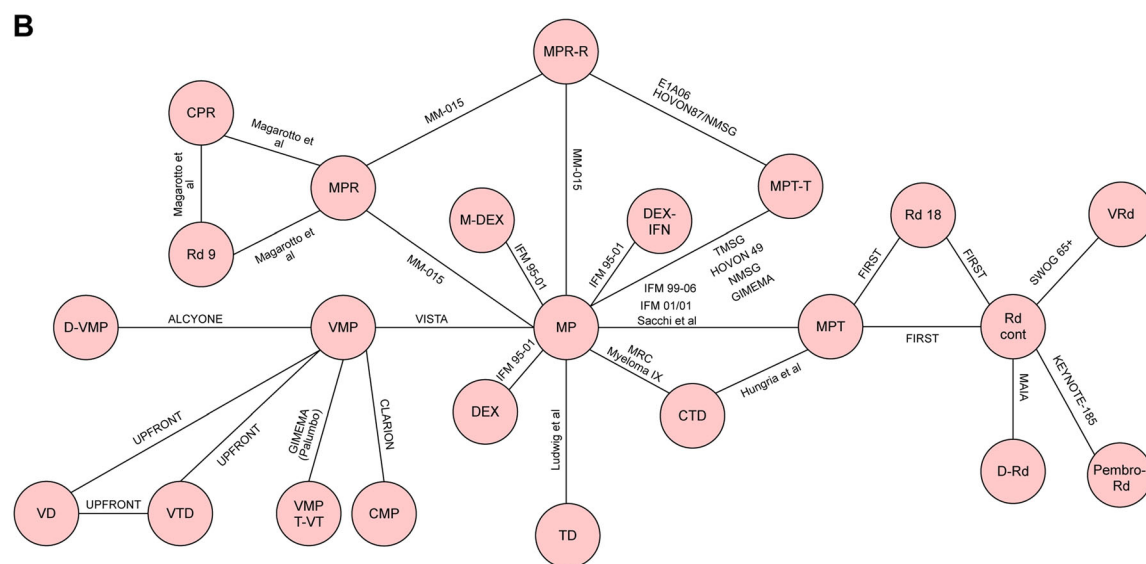 B
MPR-R
E1A06
HOVON87/NMSG
MM-015
CPR
Magarotto et
al
Magarotto et
al
MPR
MM-015
MPT-T
M-DEX
DEX-
IFN
Rd 18
VRd
Rd 9
Magarotto et
al
MM-015
IFM 95-01
IFM 95-01
TMSG
HOVON 49
NMSG
GIMEMA
FIRST
FIRST
SWOG 65+
IFM 99-06
IFM 01/01
Sacchi et al
D-VMP
ALCYONE
VMP
VISTA
MP
MPT
FIRST
Rd
cont
IFM 95-01
MRC
Myeloma IX
Hungria et al
DEX
CTD
MAIA
KEYNOTE-185
UPFRONT
UPFRONT
GIMEMA
(Palumbo)
CLARION
Ludwig et al
D-Rd
Pembro-
Rd
VD
UPFRONT
VTD
VMP
T-VT
CMP
TD